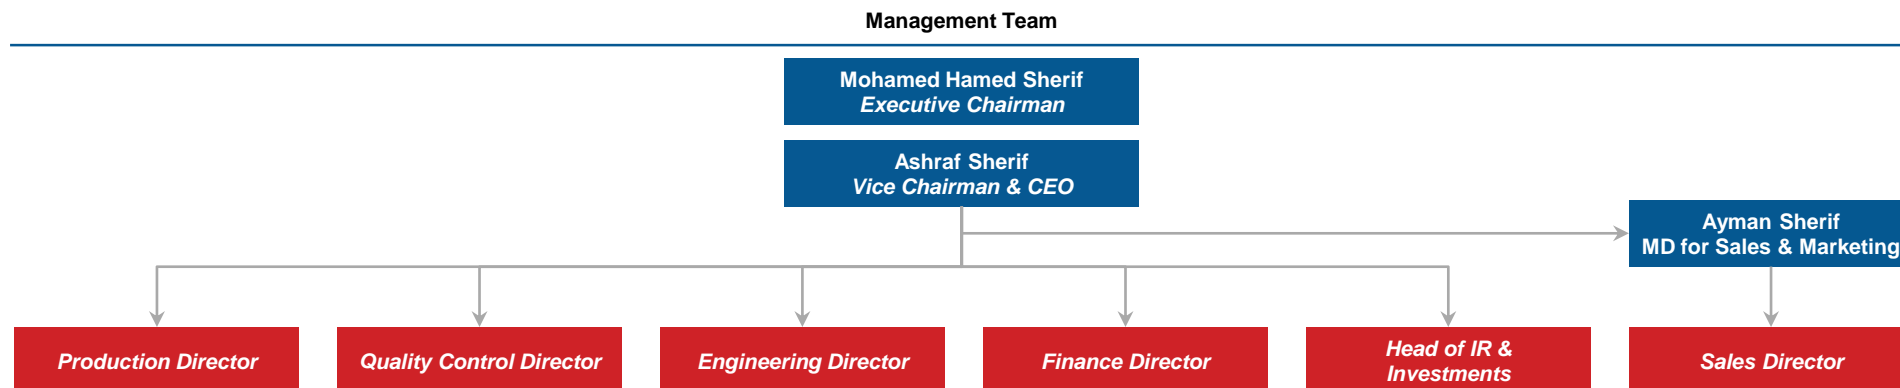 Management Team
Mohamed Hamed Sherif
Executive Chairman
Ashraf Sherif
Vice Chairman & CEO
Ayman Sherif
MD for Sales & Marketing
Production Director
Quality Control Director
Engineering Director
Finance Director
Head of IR &
Investments
Sales Director